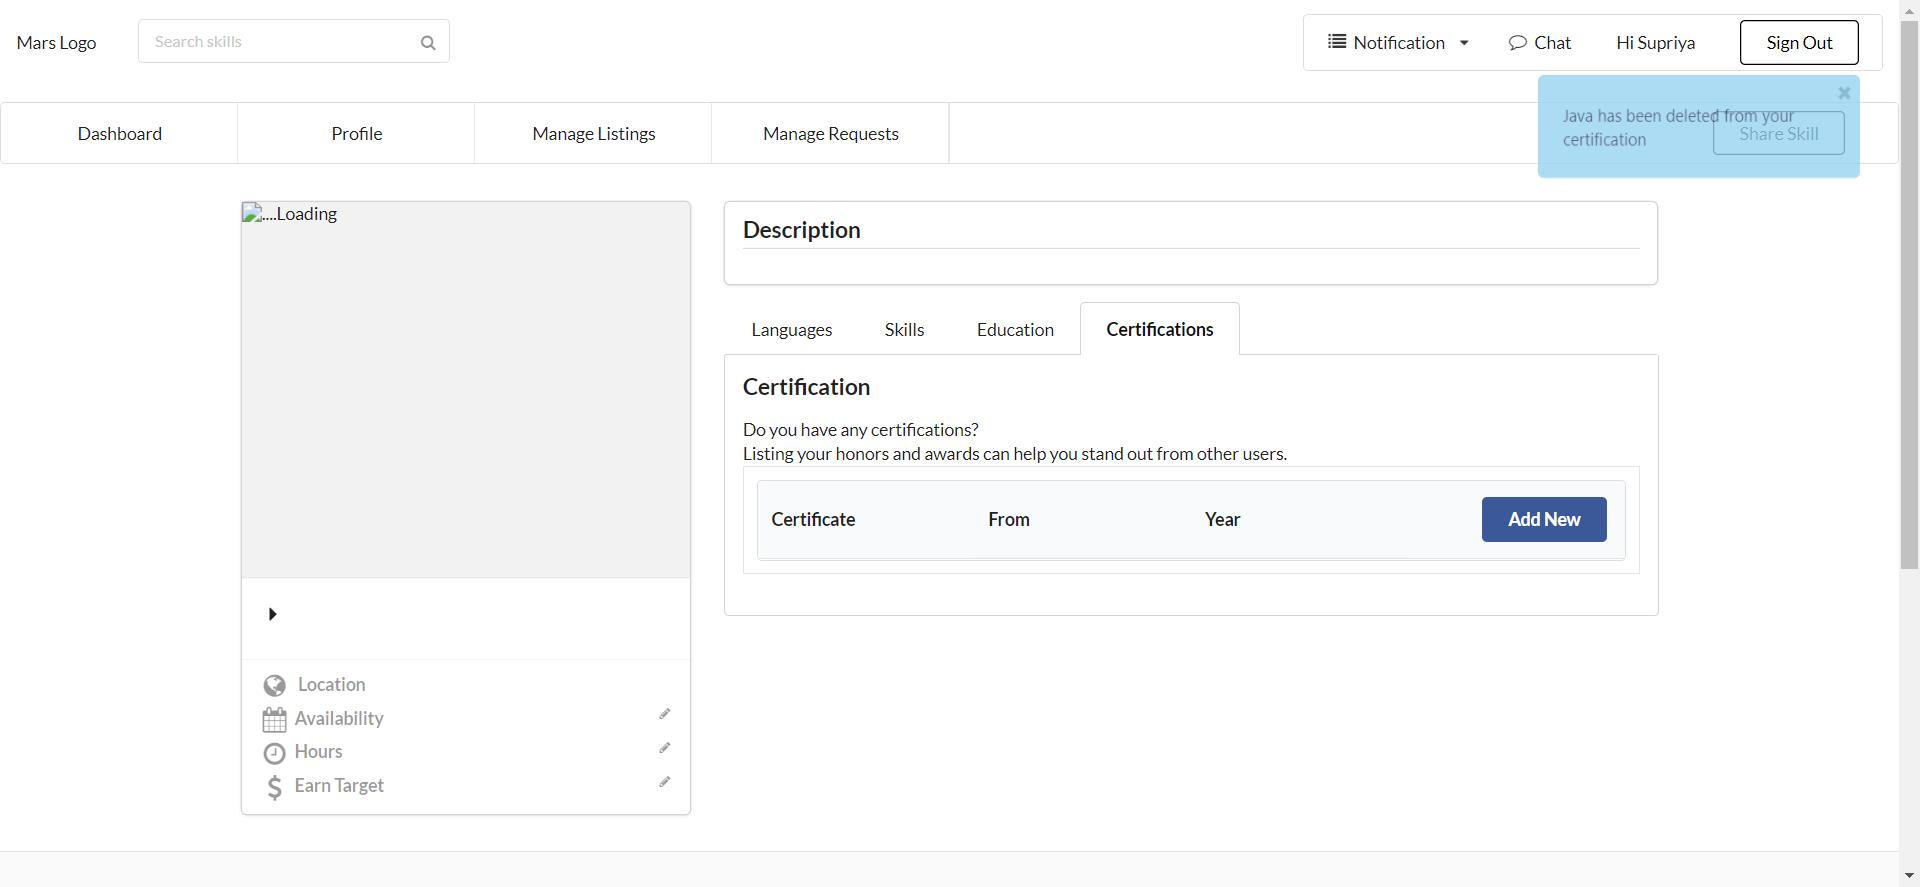 Mars Logo
Search skills
Notification
Chat
Hi Supriya
Sign Out
Java has been deleted from your
certification
Dashboard
Profile
Manage Listings
Manage Requests
Share Skill
....Loading
Description
Languages
Skills
Education
Certifications
Certification
Do you have any certifications?
Listing your honors and awards can help you stand out from other users.
Certificate
From
Year
Add New
Location
Availability
Hours
Earn Target